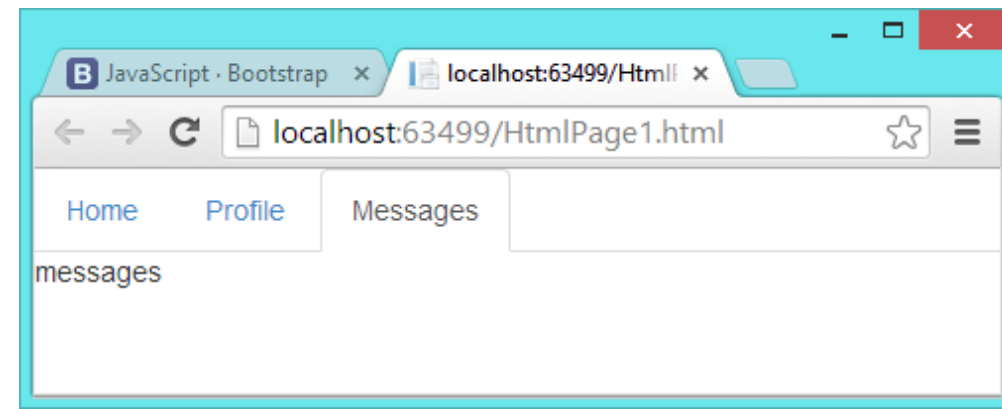 B JavaScript · Bootstrap localhost:63499/Html
localhost:63499/HtmlPage1.html
Home Profile Messages
messages